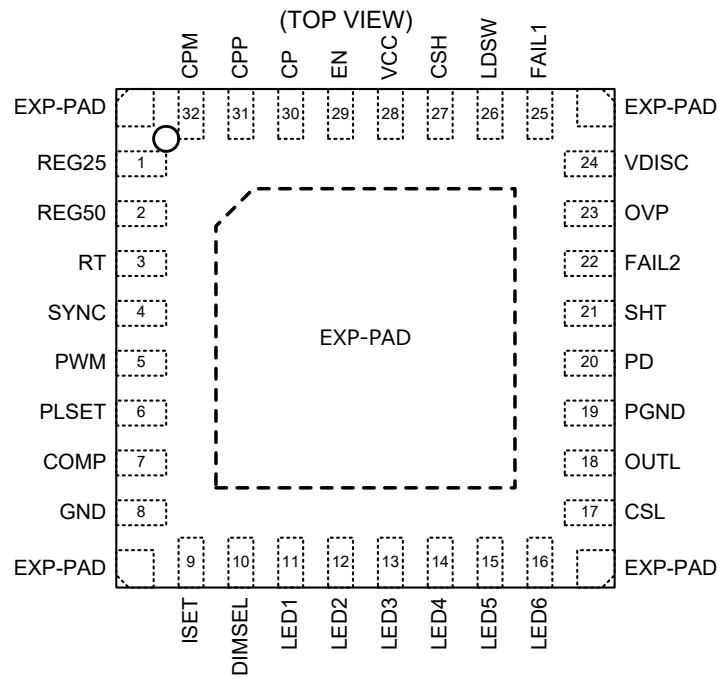 (TOP VIEW)
CPM
CPP
CP
EN
VCC
CSH
LDSW
FAIL1
EXP-PAD
32
31
30
29
28
27
26
25
EXP-PAD
REG25
1
24
VDISC
REG50
2
23
OVP
RT
3
22
FAIL2
SYNC
4
21
SHT
PWM
5
EXP-PAD
20
PD
PLSET
6
19
PGND
COMP
7
18
OUTL
GND
8
17
CSL
EXP-PAD
9
10
11
12
13
14
15
16
EXP-PAD
ISET
DIMSEL
LED1
LED2
LED3
LED4
LED5
LED6